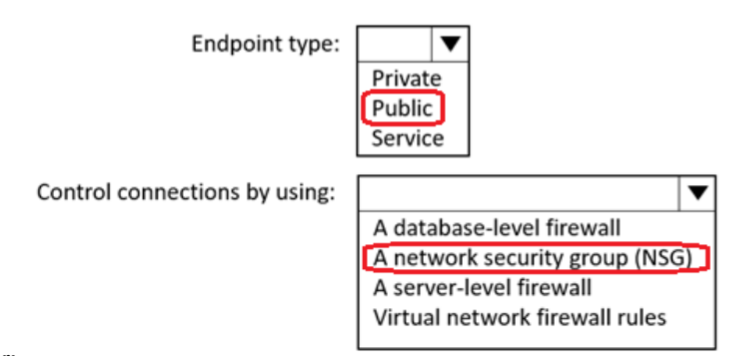 Endpoint type:
Private
Public
Service
Control connections by using:
A database-level firewall
A network security group (NSG)
A server-level firewall
Virtual network firewall rules